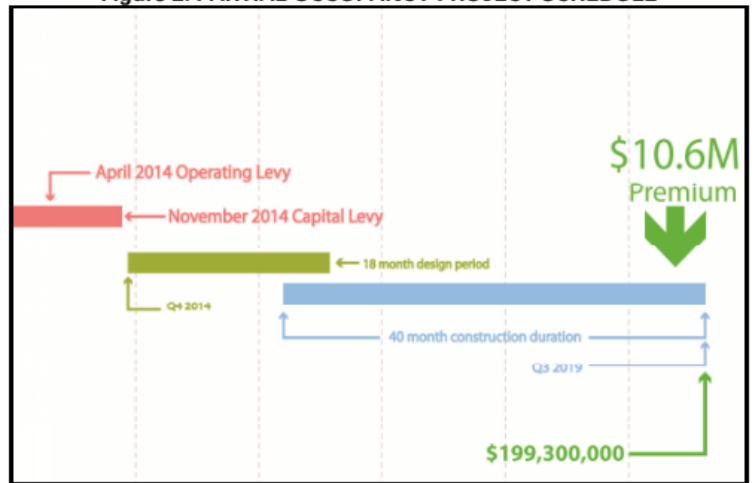 $10.6M
Premium
April 2014 Operating Levy
November 2014 Capital Levy
18 month design period
Q4 2014
40 month construction duration
Q3 2019
$199,300,000